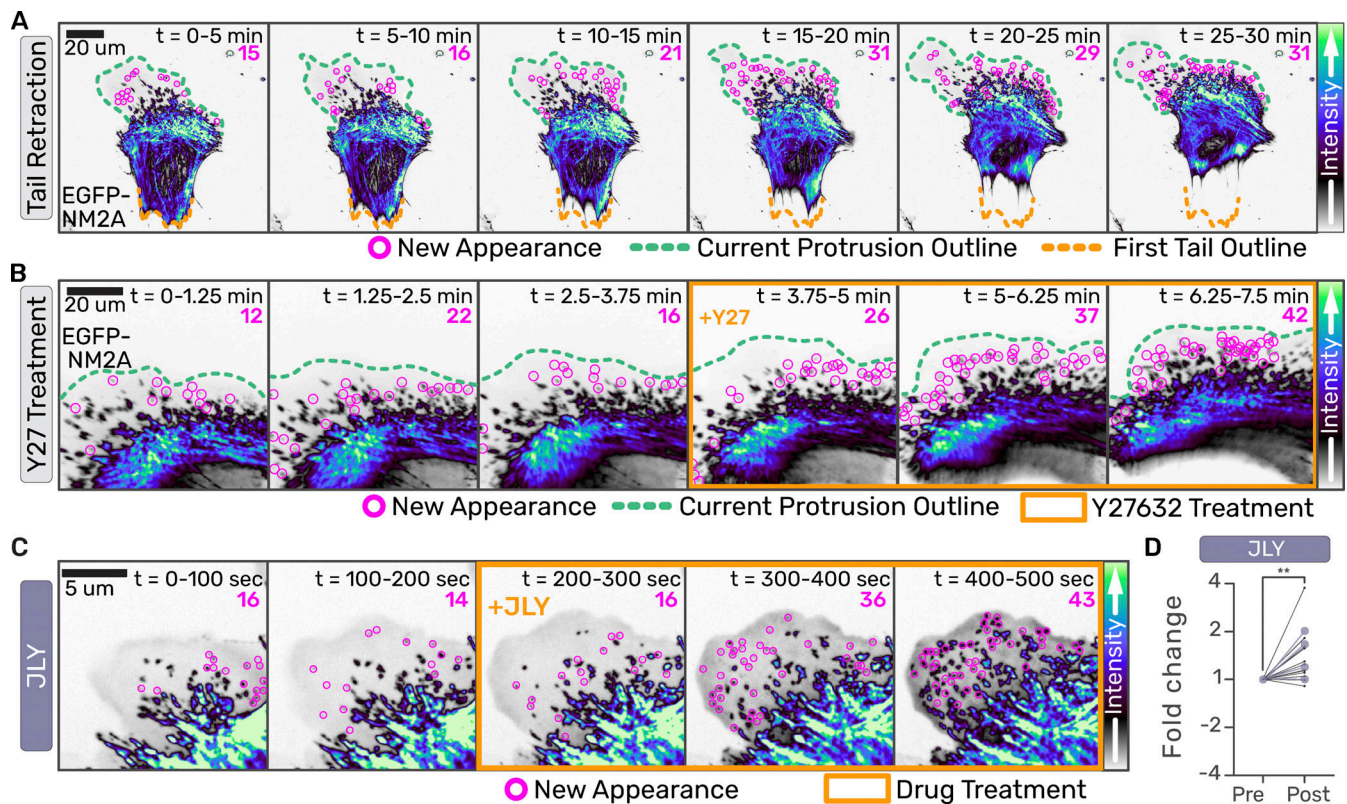 A
Tail Retraction
20 um
t = 0-5 min
15
EGFP-
NM2A
5-10 min
16
10-15 min
21
15-20 min
31
20-25 min
29
25-30 min
31
Intensity
New Appearance
Current Protrusion Outline
First Tail Outline
B
Y27 Treatment
20 um
t = 0-1.25 min
12
EGFP-
NM2A
t = 1.25-2.5 min
22
t = 2.5-3.75 min
16
t = 3.75-5 min
26
+Y27
t = 5-6.25 min
37
t = 6.25-7.5 min
42
Intensity
New Appearance
Current Protrusion Outline
Y27632 Treatment
C
JLY
5 um
t = 0-100 sec
16
t = 100-200 sec
14
t = 200-300 sec
16
+JLY
t = 300-400 sec
36
t = 400-500 sec
43
Intensity
New Appearance
Drug Treatment
D
JLY
**
Fold change
4
2
1
-2
-4
Pre
Post